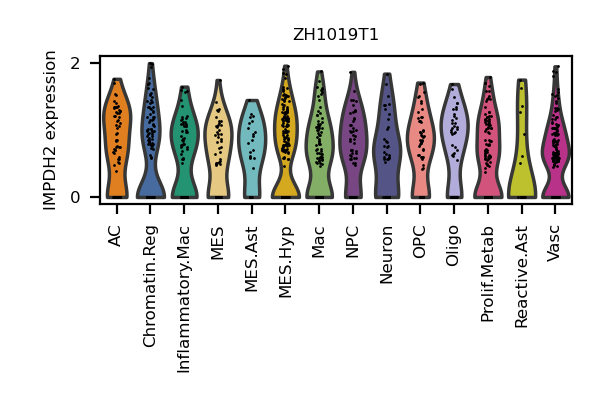 ZH1019T1
IMPDH2 expression
2
0
AC
Chromatin.Reg
Inflammatory.Mac
MES
MES.Ast
MES.Hyp
Mac
NPC
Neuron
OPC
Oligo
Prolif.Metab
Reactive.Ast
Vasc